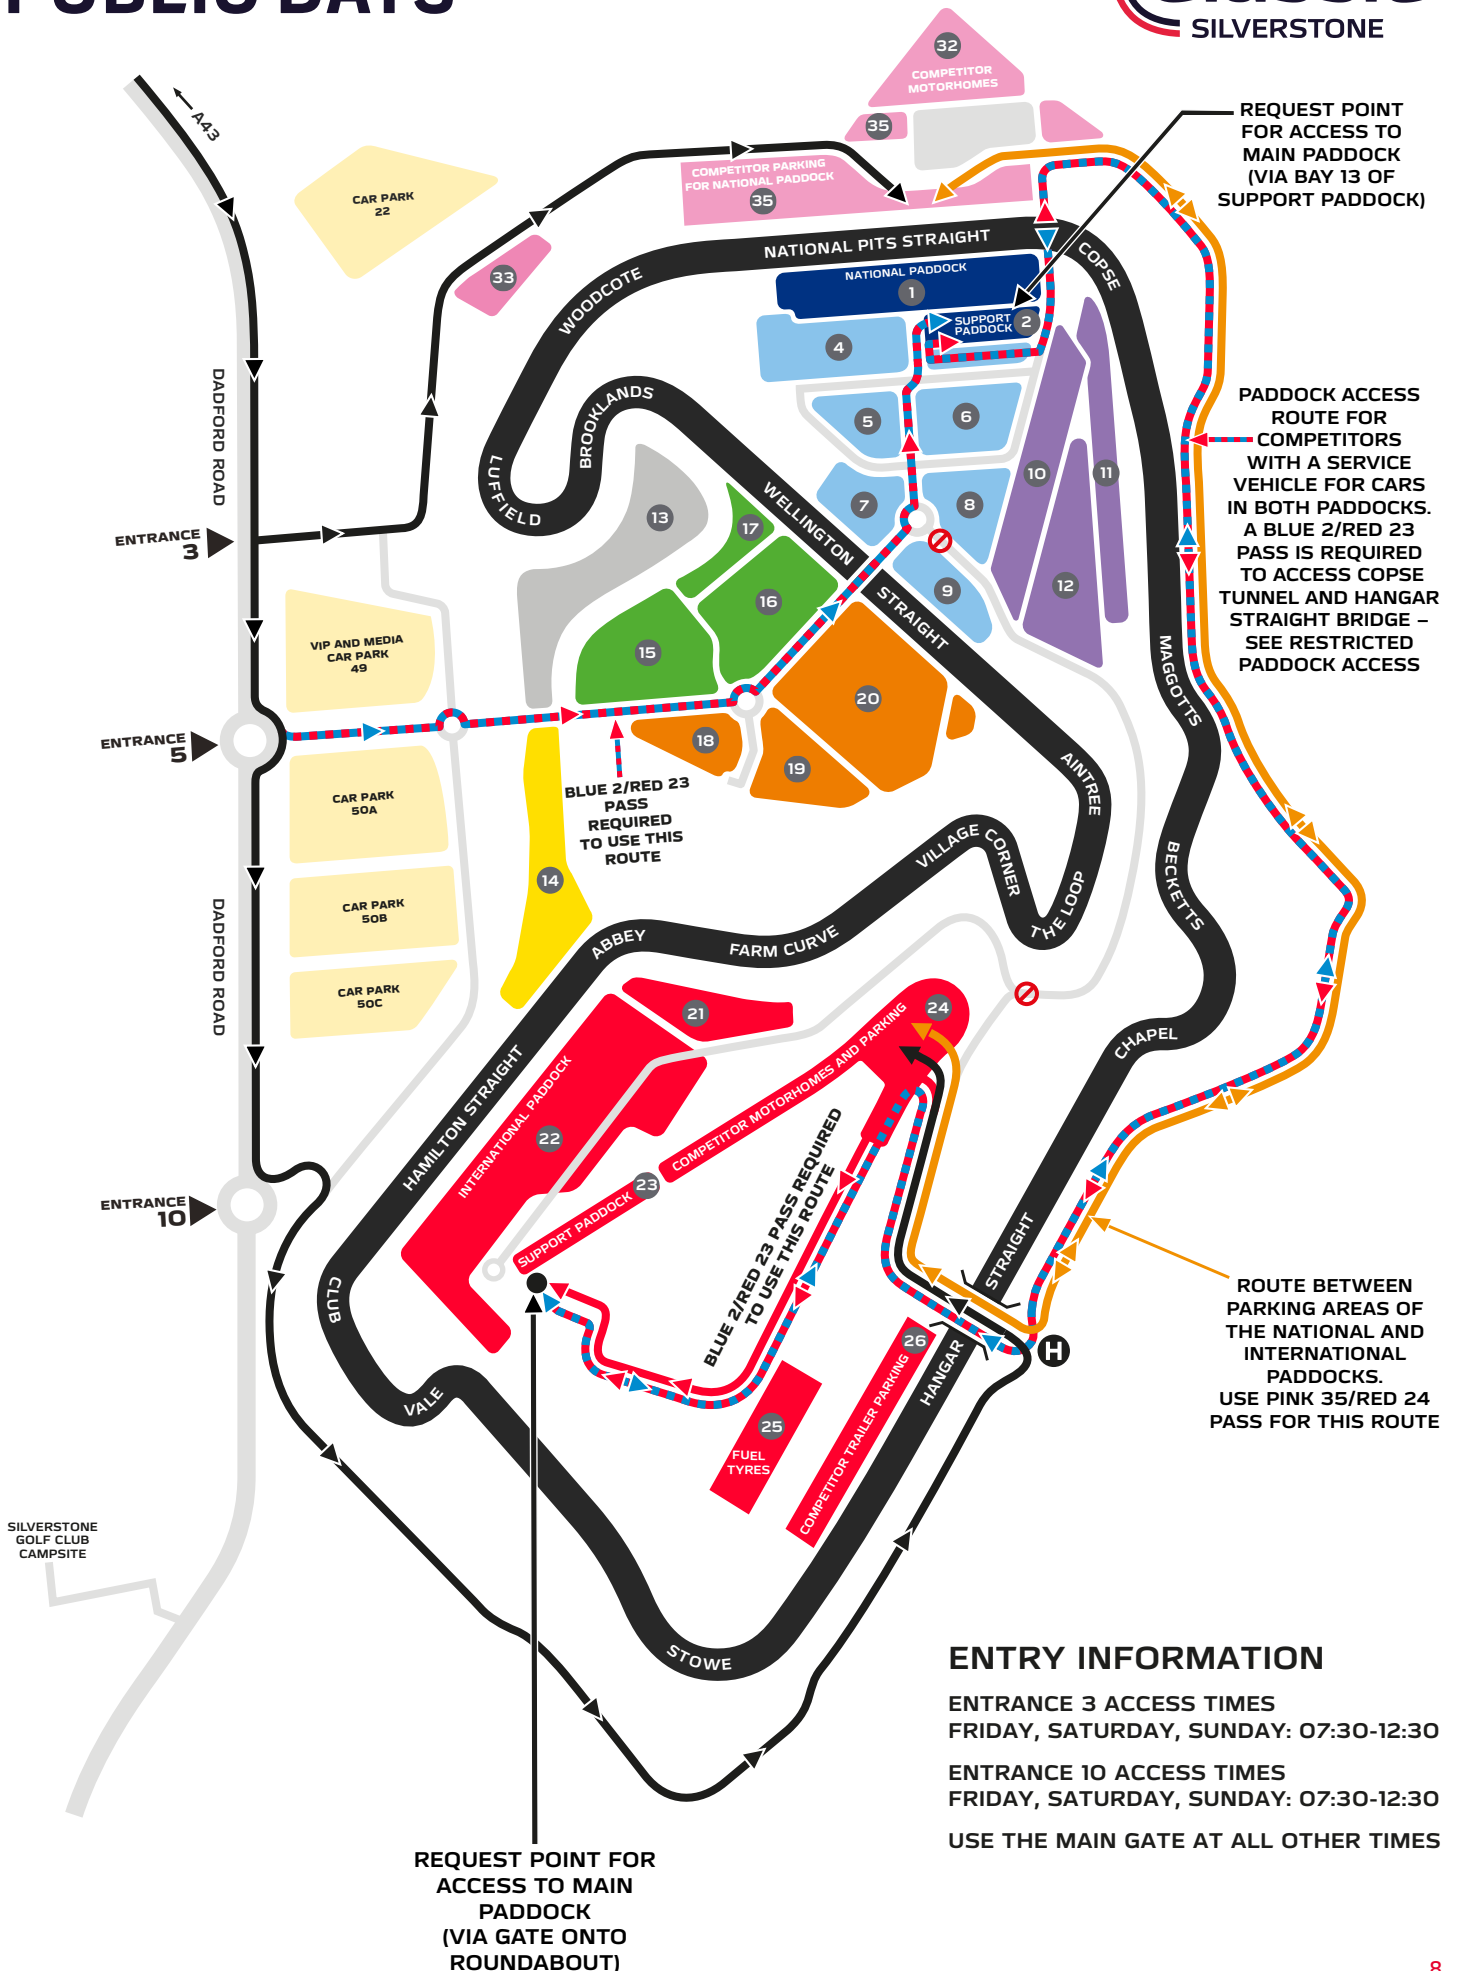 PUBLIC DAYS
Classic
SILVERSTONE
A43
32
COMPETITOR
MOTORHOMES
35
REQUEST POINT
FOR ACCESS TO
MAIN PADDOCK
(VIA BAY 13 OF
SUPPORT PADDOCK)
COMPETITOR PARKING
FOR NATIONAL PADDOCK
35
CAR PARK
22
33
NATIONAL PITS STRAIGHT
COPSE
WOODCOTE
NATIONAL PADDOCK
1
SUPPORT
PADDOCK
2
4
5
6
7
8
9
10
11
12
BROOKLANDS
LUFFIELD
WELLINGTON
STRAIGHT
DADFORD ROAD
PADDOCK ACCESS
ROUTE FOR
COMPETITORS
WITH A SERVICE
VEHICLE FOR CARS
IN BOTH PADDOCKS.
A BLUE 2/RED 23
PASS IS REQUIRED
TO ACCESS COPSE
TUNNEL AND HANGAR
STRAIGHT BRIDGE –
SEE RESTRICTED
PADDOCK ACCESS
ENTRANCE
3
13
17
16
15
VIP AND MEDIA
CAR PARK
49
20
18
19
MAGGOTTS
ENTRANCE
5
BLUE 2/RED 23
PASS
REQUIRED
TO USE THIS
ROUTE
CAR PARK
50A
AINTREE
14
VILLAGE
CORNER
THE LOOP
BECKETTS
CAR PARK
50B
DADFORD ROAD
ABBEY
FARM CURVE
CAR PARK
50C
21
24
CHAPEL
HAMILTON STRAIGHT
INTERNATIONAL PADDOCK
22
COMPETITOR MOTORHOMES AND PARKING
23
SUPPORT PADDOCK
BLUE 2/RED 23 PASS REQUIRED
TO USE THIS ROUTE
ENTRANCE
10
CLUB
STRAIGHT
HANGAR
H
26
COMPETITOR TRAILER PARKING
25
FUEL
TYRES
VALE
ROUTE BETWEEN
PARKING AREAS OF
THE NATIONAL AND
INTERNATIONAL
PADDOCKS.
USE PINK 35/RED 24
PASS FOR THIS ROUTE
SILVERSTONE
GOLF CLUB
CAMPSITE
STOWE
ENTRY INFORMATION
ENTRANCE 3 ACCESS TIMES
FRIDAY, SATURDAY, SUNDAY: 07:30-12:30
ENTRANCE 10 ACCESS TIMES
FRIDAY, SATURDAY, SUNDAY: 07:30-12:30
USE THE MAIN GATE AT ALL OTHER TIMES
REQUEST POINT FOR
ACCESS TO MAIN
PADDOCK
(VIA GATE ONTO
ROUNDABOUT)
8